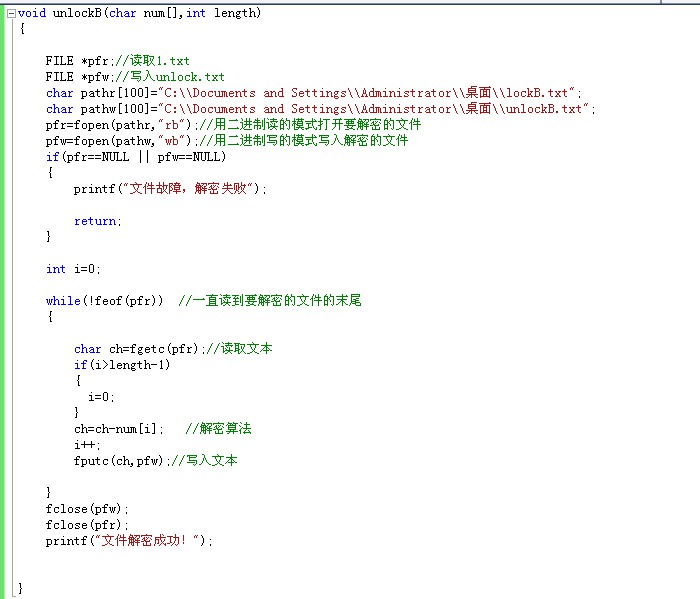 void unlockB(char num[],int length)
{
FILE *pfr;//读取1.txt
FILE *pfw;//写入unlock.txt
char pathr[100]="C:\\Documents and Settings\\Administrator\\桌面\\lockB.txt";
char pathw[100]="C:\\Documents and Settings\\Administrator\\桌面\\unlockB.txt";
pfr=fopen(pathr,"rb");//用二进制读的模式打开要解密的文件
pfw=fopen(pathw,"wb");//用二进制写的模式写入解密的文件
if(pfr==NULL || pfw==NULL)
{
printf("文件故障，解密失败");
return;
}
int i=0;
while(!feof(pfr)) //一直读到要解密的文件的末尾
{
char ch=fgetc(pfr);//读取文本
if(i>length-1)
{
i=0;
}
ch=ch-num[i]; //解密算法
i++;
fputc(ch,pfw);//写入文本
}
fclose(pfw);
fclose(pfr);
printf("文件解密成功！");
}